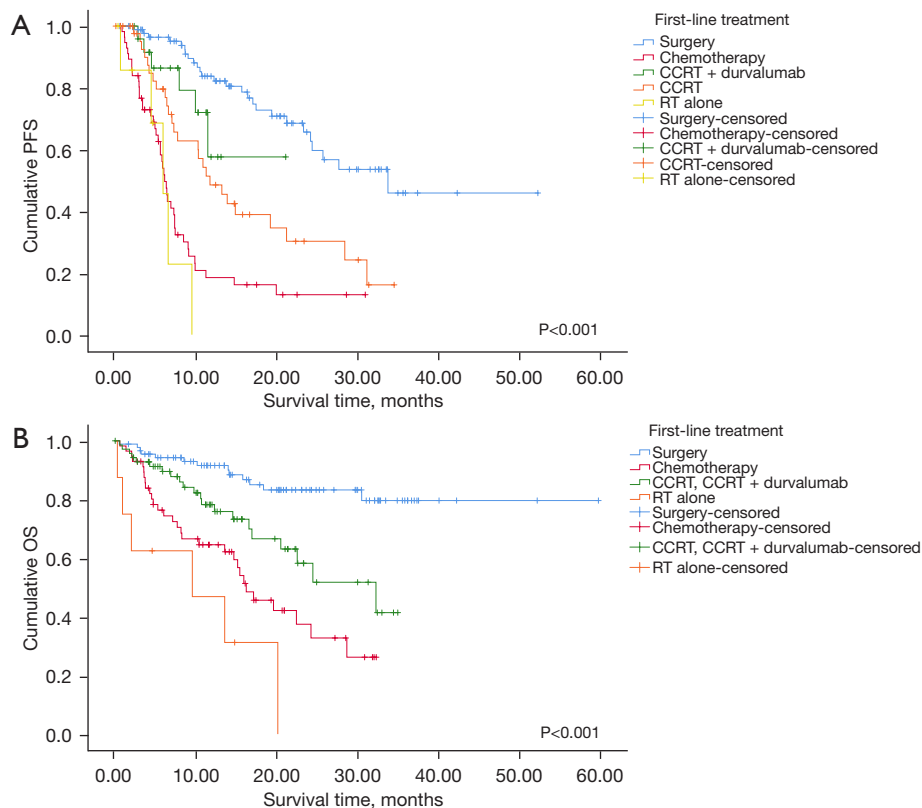 A
First-line treatment
Surgery
Chemotherapy
CCRT + durvalumab
CCRT
RT alone
Surgery-censored
Chemotherapy-censored
CCRT + durvalumab-censored
CCRT-censored
RT alone-censored
Cumulative PFS
1.0
0.8
0.6
0.4
0.2
0.0
P<0.001
0.00 10.00 20.00 30.00 40.00 50.00 60.00
Survival time, months
B
First-line treatment
Surgery
Chemotherapy
CCRT, CCRT + durvalumab
RT alone
Surgery-censored
Chemotherapy-censored
CCRT, CCRT + durvalumab-censored
RT alone-censored
Cumulative OS
1.0
0.8
0.6
0.4
0.2
0.0
P<0.001
0.00 10.00 20.00 30.00 40.00 50.00 60.00
Survival time, months